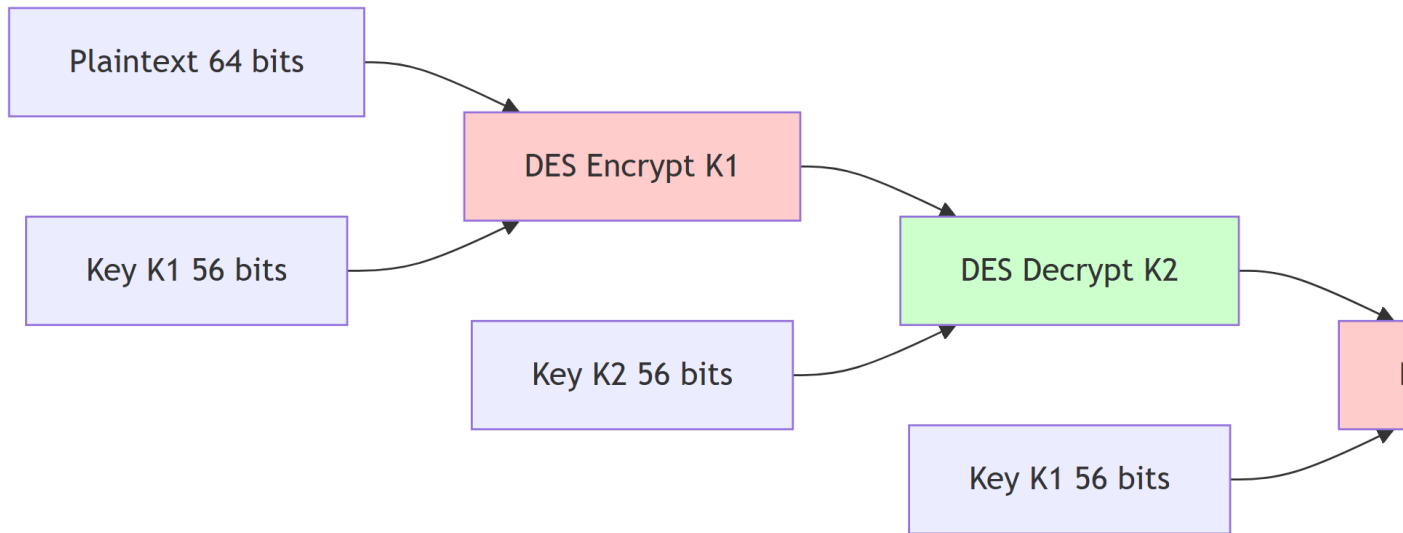 Plaintext 64 bits
DES Encrypt K1
Key K1 56 bits
DES Decrypt K2
Key K2 56 bits
Key K1 56 bits